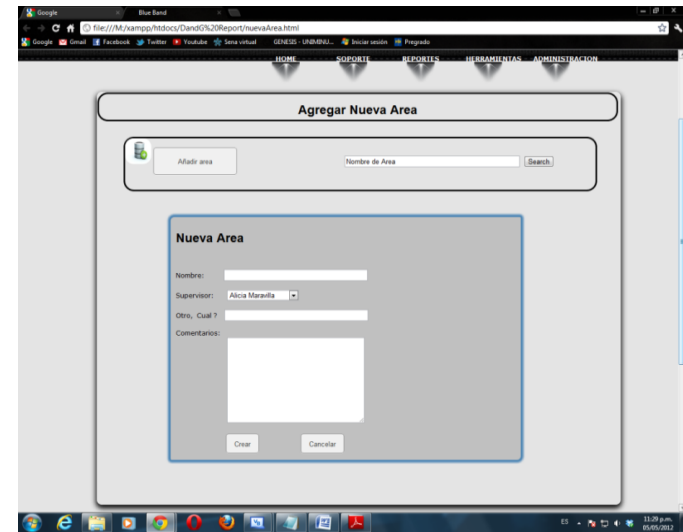 Google
Blue Band
file:///M:/xampp/htdocs/DandG%20Report/nuevaArea.html
Google Gmail Facebook Twitter Youtube Sena virtual GENESIS - UNIMINU... Iniciar sesión Pregrado
HOME SOPORTE REPORTES HERRAMIENTAS ADMINISTRACION
Agregar Nueva Area
Añadir area Nombre de Area Search
Nueva Area
Nombre:
Supervisor: Alicia Maravilla
Otro, Cual ?
Comentarios:
Crear Cancelar
ES 11:29 p.m.
05/05/2012